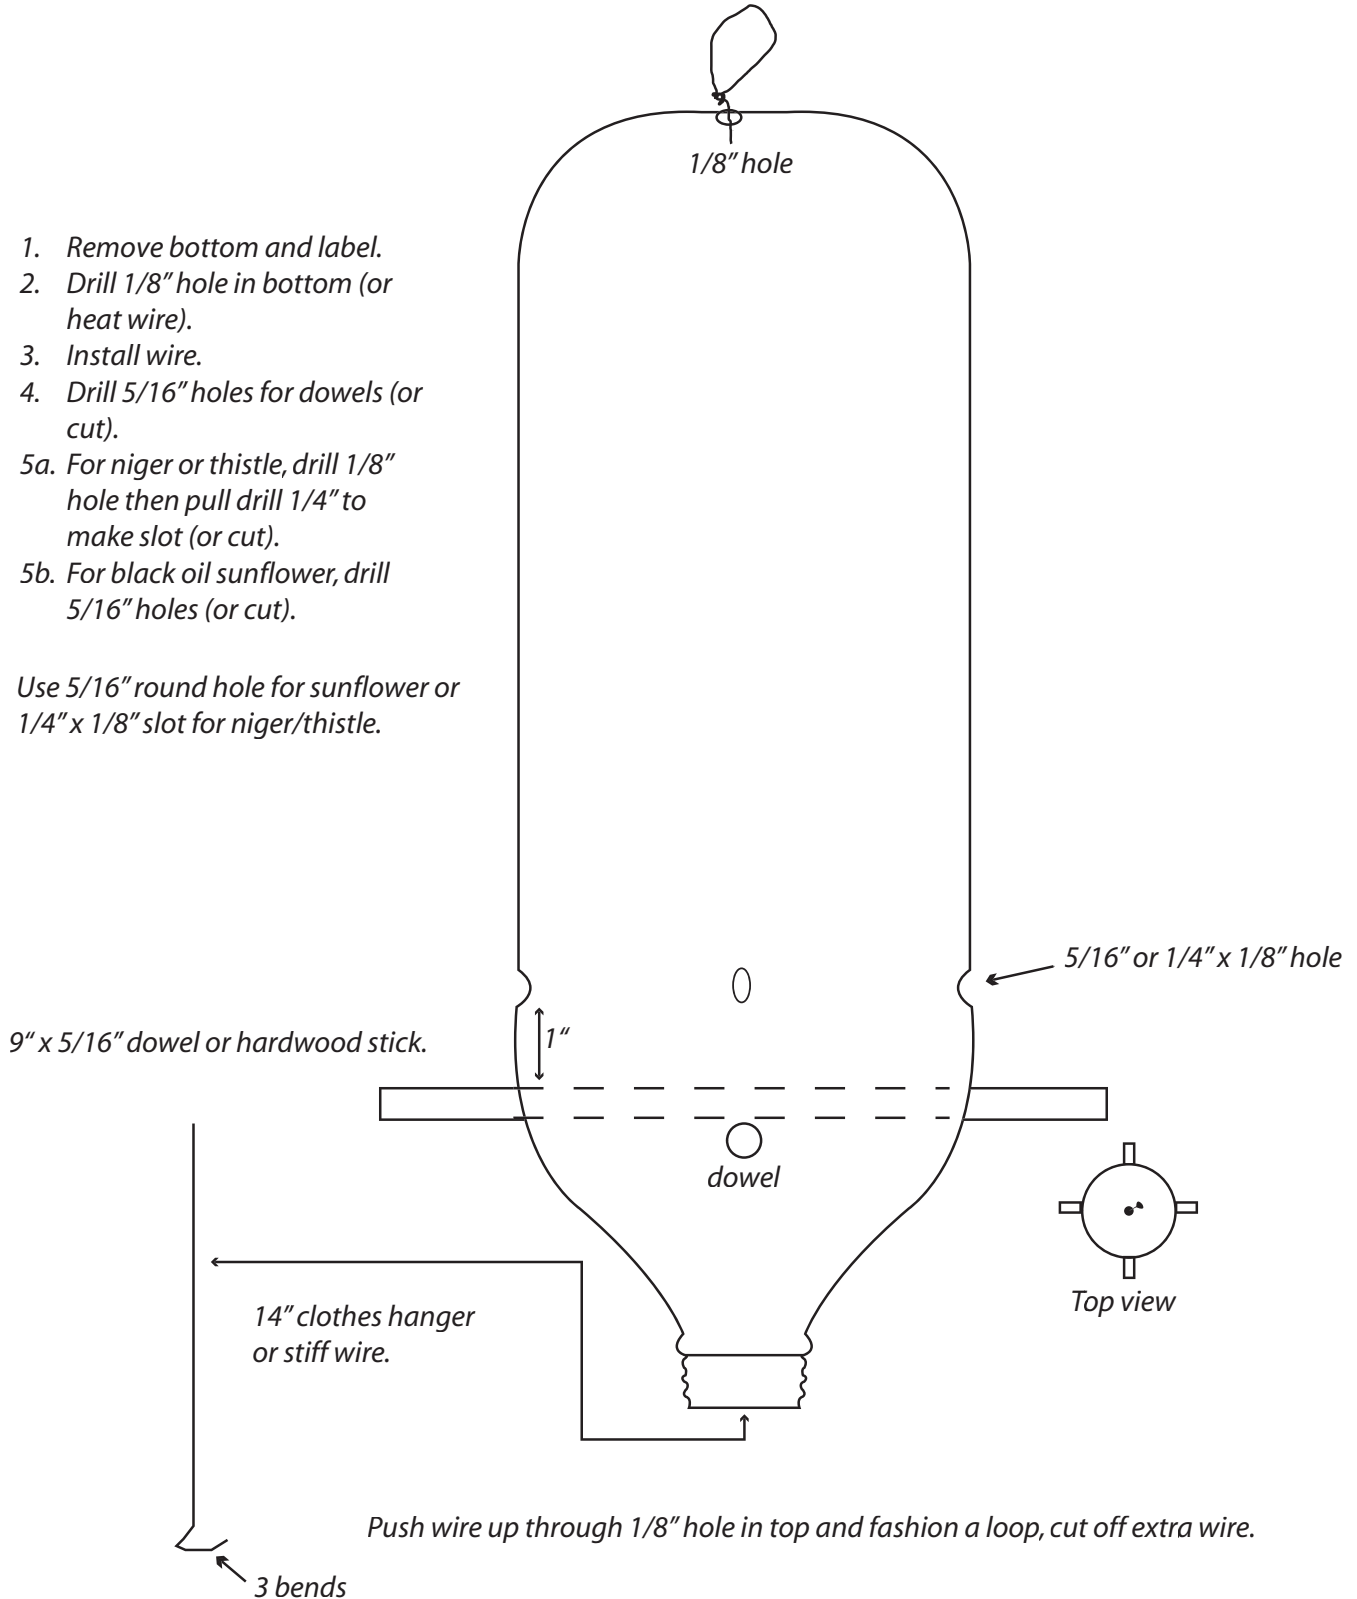 1/8" hole
1. Remove bottom and label.
2. Drill 1/8" hole in bottom (or
heat wire).
3. Install wire.
4. Drill 5/16" holes for dowels (or
cut).
5a. For niger or thistle, drill 1/8"
hole then pull drill 1/4" to
make slot (or cut).
5b. For black oil sunflower, drill
5/16" holes (or cut).
Use 5/16" round hole for sunflower or
1/4" x 1/8" slot for niger/thistle.
5/16" or 1/4" x 1/8" hole
9" x 5/16" dowel or hardwood stick.
1"
dowel
Top view
14" clothes hanger
or stiff wire.
Push wire up through 1/8" hole in top and fashion a loop, cut off extra wire.
3 bends